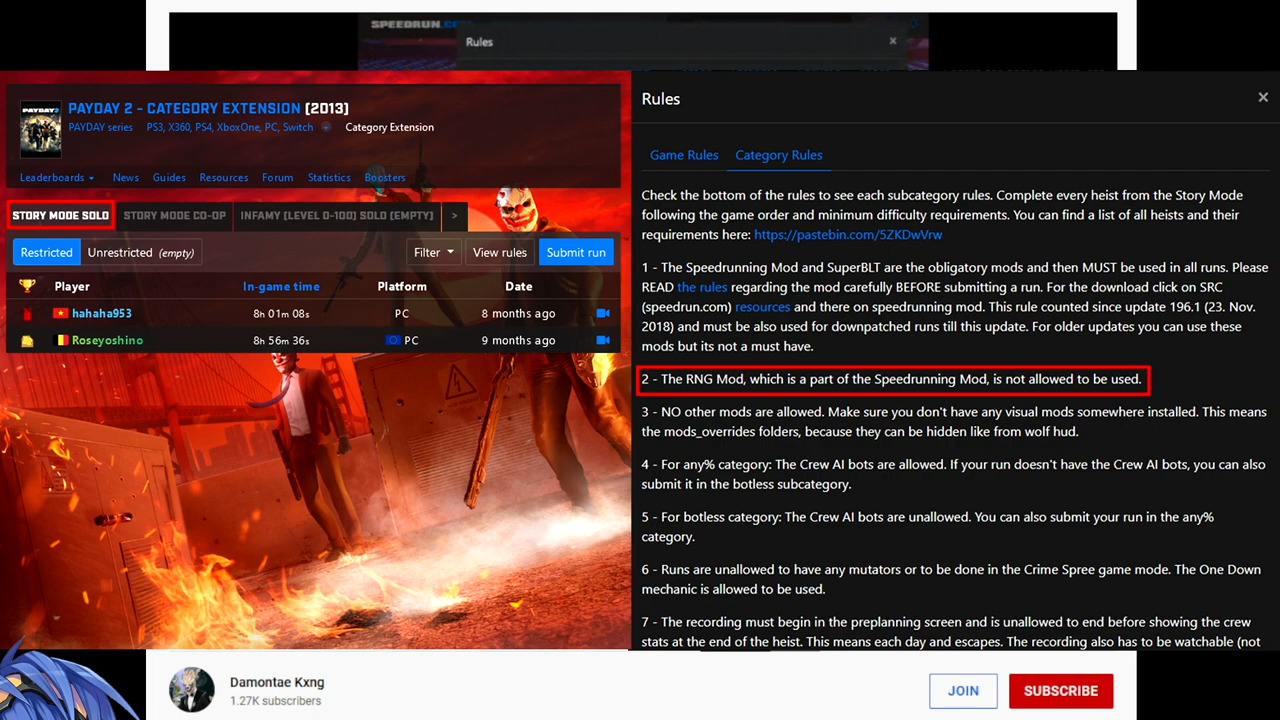 SPEEDRUN.COM
Rules
PAYDAY 2 - CATEGORY EXTENSION (2013)
PAYDAY series PS3, X360, PS4, XboxOne, PC, Switch Category Extension
Leaderboards News Guides Resources Forum Statistics Boosters
STORY MODE SOLO STORY MODE CO-OP INFAMY (LEVEL 0-100) SOLO (EMPTY) >
Restricted Unrestricted (empty) Filter View rules Submit run
Player In-game time Platform Date
hahaha953 8h 01m 08s PC 8 months ago
Roseyoshino 8h 56m 36s PC 9 months ago
Rules
Game Rules Category Rules
Check the bottom of the rules to see each subcategory rules. Complete every heist from the Story Mode
following the game order and minimum difficulty requirements. You can find a list of all heists and their
requirements here: https://pastebin.com/5ZKDwVrw
1 - The Speedrunning Mod and SuperBLT are the obligatory mods and then MUST be used in all runs. Please
READ the rules regarding the mod carefully BEFORE submitting a run. For the download click on SRC
(speedrun.com) resources and there on speedrunning mod. This rule counted since update 196.1 (23. Nov.
2018) and must be also used for downpatched runs till this update. For older updates you can use these
mods but its not a must have.
2 - The RNG Mod, which is a part of the Speedrunning Mod, is not allowed to be used.
3 - NO other mods are allowed. Make sure you don't have any visual mods somewhere installed. This means
the mods_overrides folders, because they can be hidden like from wolf hud.
4 - For any% category: The Crew AI bots are allowed. If your run doesn't have the Crew AI bots, you can also
submit it in the botless subcategory.
5 - For botless category: The Crew AI bots are unallowed. You can also submit your run in the any%
category.
6 - Runs are unallowed to have any mutators or to be done in the Crime Spree game mode. The One Down
mechanic is allowed to be used.
7 - The recording must begin in the preplanning screen and is unallowed to end before showing the crew
stats at the end of the heist. This means each day and escapes. The recording also has to be watchable (not
Damontae Kxng
1.27K subscribers
JOIN SUBSCRIBE